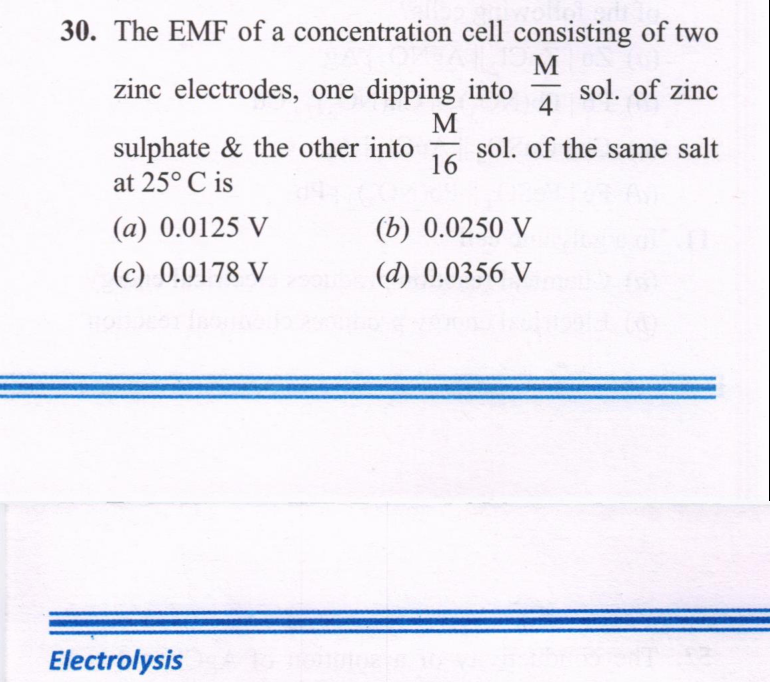 30. The EMF of a concentration cell consisting of two
zinc electrodes, one dipping into M/4 sol. of zinc
sulphate & the other into M/16 sol. of the same salt
at 25° C is
(a) 0.0125 V (b) 0.0250 V
(c) 0.0178 V (d) 0.0356 V
Electrolysis